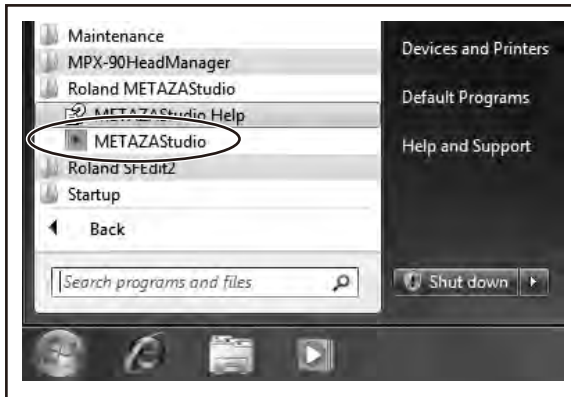 Maintenance
MPX-90HeadManager
Roland METAZAStudio
METAZAStudio Help
METAZAStudio
Roland SFEdit2
Startup
Back
Search programs and files
Devices and Printers
Default Programs
Help and Support
Shut down